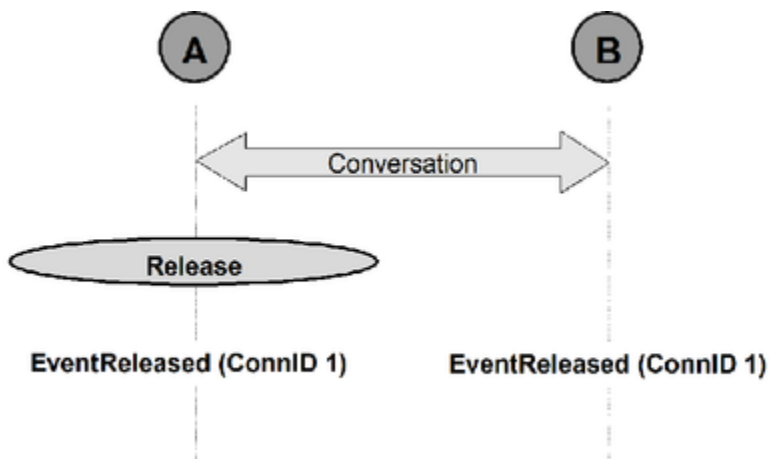 A
B
Conversation
Release
EventReleased (ConnID 1)
EventReleased (ConnID 1)